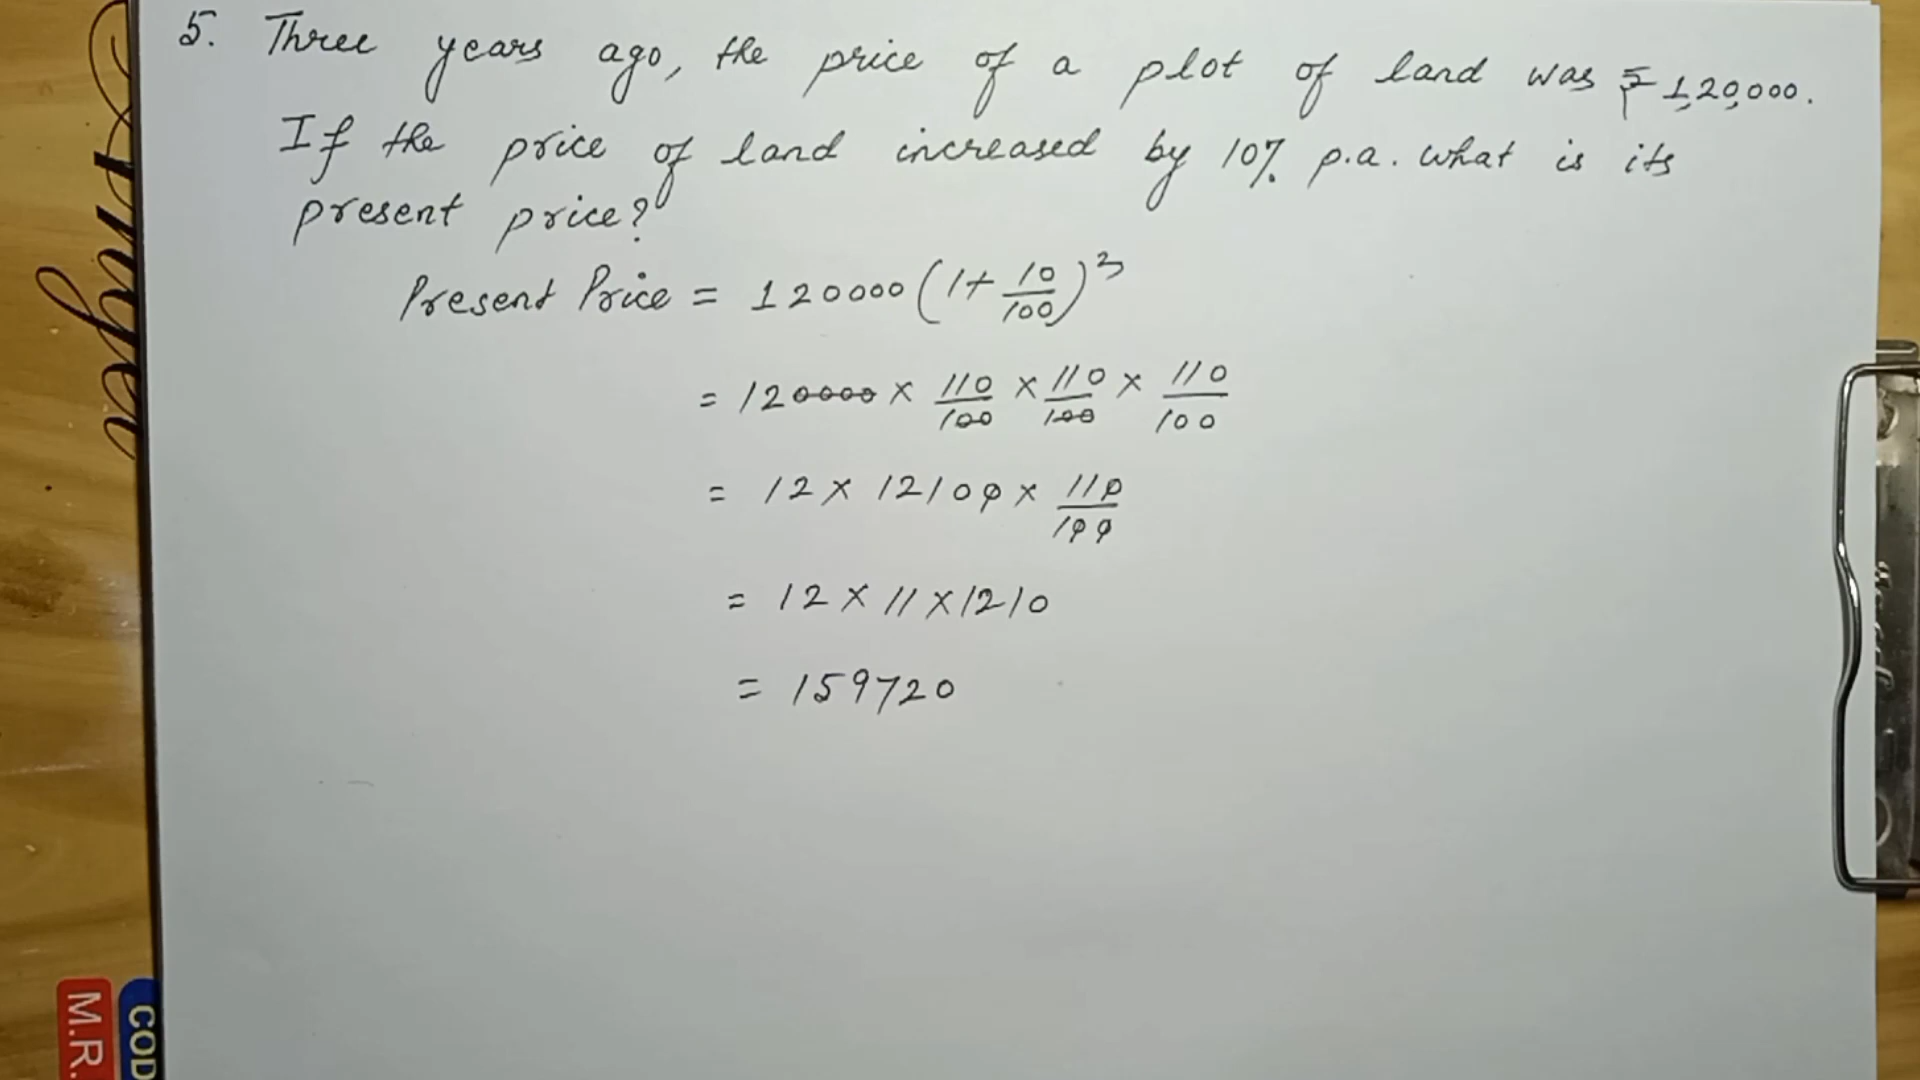 5. Three years ago, the price of a plot of land was ₹ 1,20,000.
If the price of land increased by 10% p.a. what is its
present price?
Present Price = 120000 (1 + 10/100)³
= 120000 × 110/100 × 110/100 × 110/100
= 12 × 12100 × 110/100
= 12 × 11 × 1210
= 159720
M.R.
COD